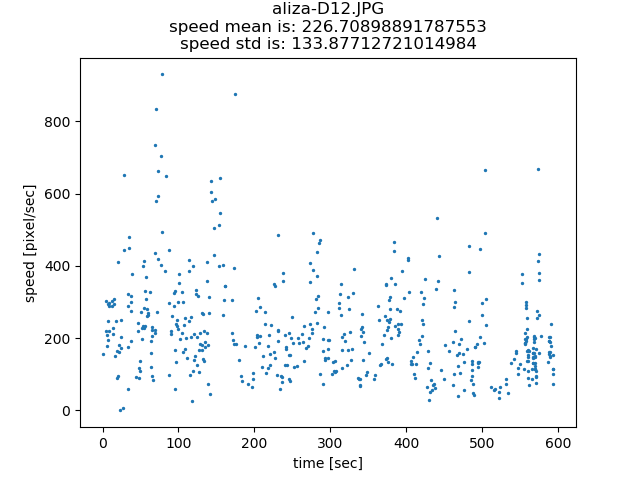 aliza-D12.JPG
speed mean is: 226.70898891787553
speed std is: 133.87712721014984
800
600
400
200
0
speed [pixel/sec]
0 100 200 300 400 500 600
time [sec]